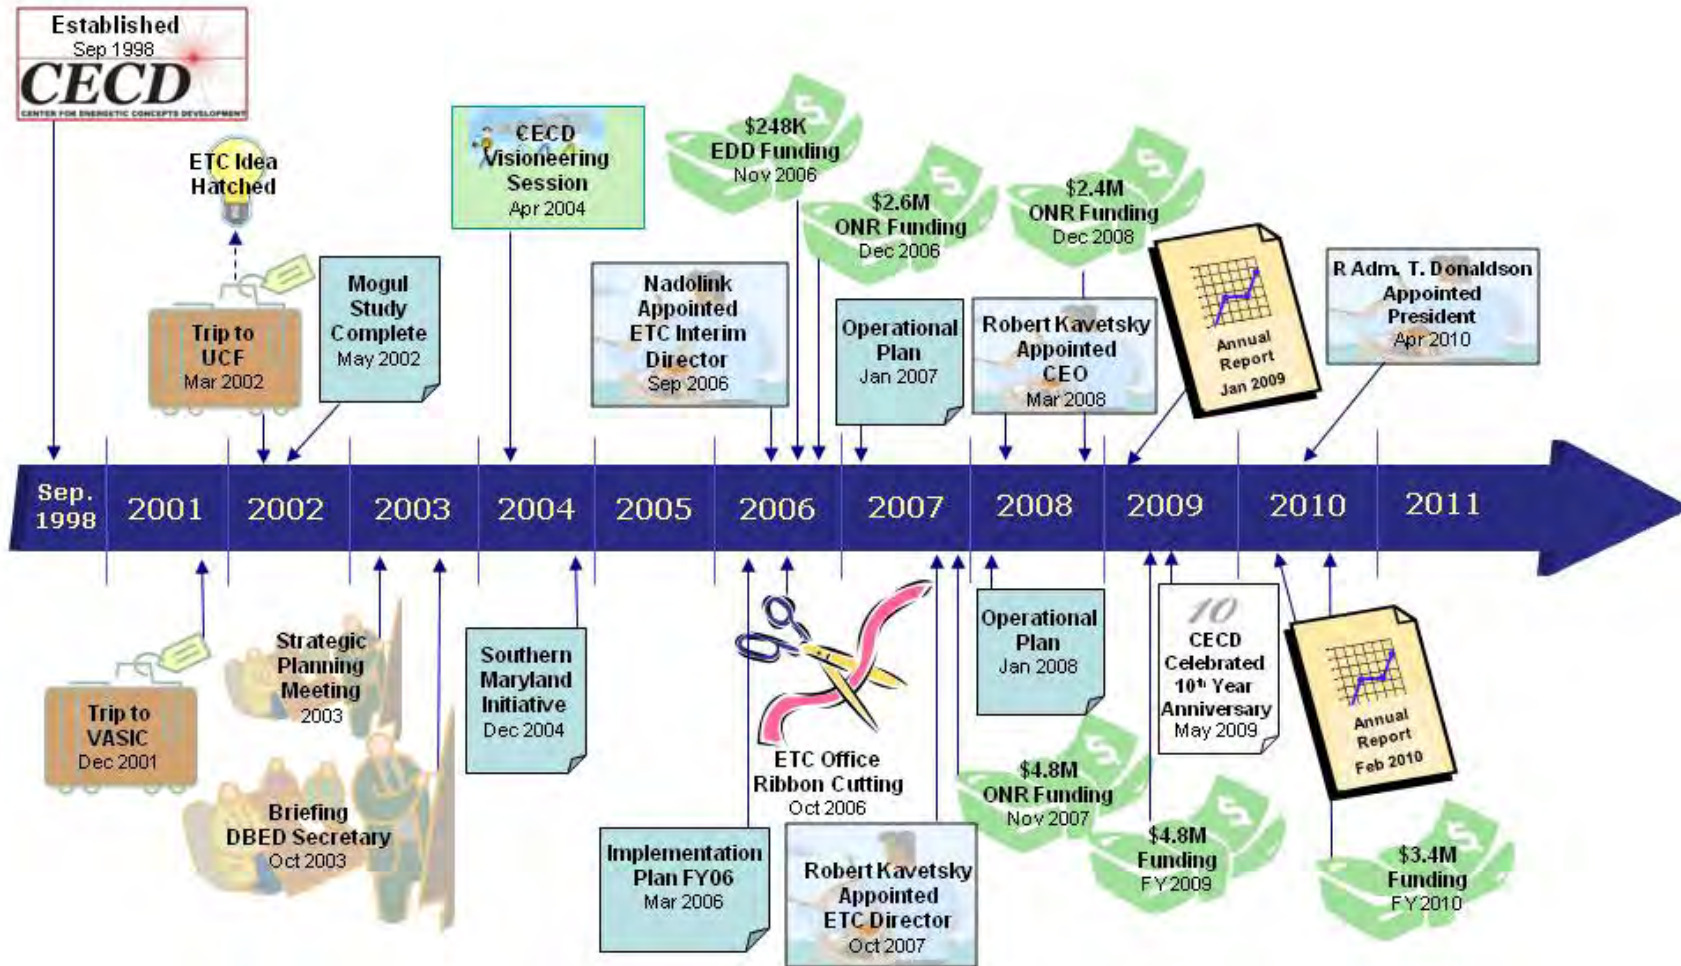 Established
Sep 1998
CECD
CENTER FOR ENERGETIC CONCEPTS DEVELOPMENT
ETC Idea
Hatched
Trip to
UCF
Mar 2002
Mogul
Study
Complete
May 2002
CECD
Visioneering
Session
Apr 2004
Nadolink
Appointed
ETC Interim
Director
Sep 2006
$248K
EDD Funding
Nov 2006
$2.6M
ONR Funding
Dec 2006
Operational
Plan
Jan 2007
$2.4M
ONR Funding
Dec 2008
Robert Kavetsky
Appointed
CEO
Mar 2008
Annual
Report
Jan 2009
R Adm. T. Donaldson
Appointed
President
Apr 2010
Sep.
1998
2001
2002
2003
2004
2005
2006
2007
2008
2009
2010
2011
Trip to
VASIC
Dec 2001
Strategic
Planning
Meeting
2003
Briefing
DBED Secretary
Oct 2003
Southern
Maryland
Initiative
Dec 2004
Implementation
Plan FY06
Mar 2006
ETC Office
Ribbon Cutting
Oct 2006
Robert Kavetsky
Appointed
ETC Director
Oct 2007
$4.8M
ONR Funding
Nov 2007
Operational
Plan
Jan 2008
$4.8M
Funding
FY2009
10
CECD
Celebrated
10th Year
Anniversary
May 2009
Annual
Report
Feb 2010
$3.4M
Funding
FY2010